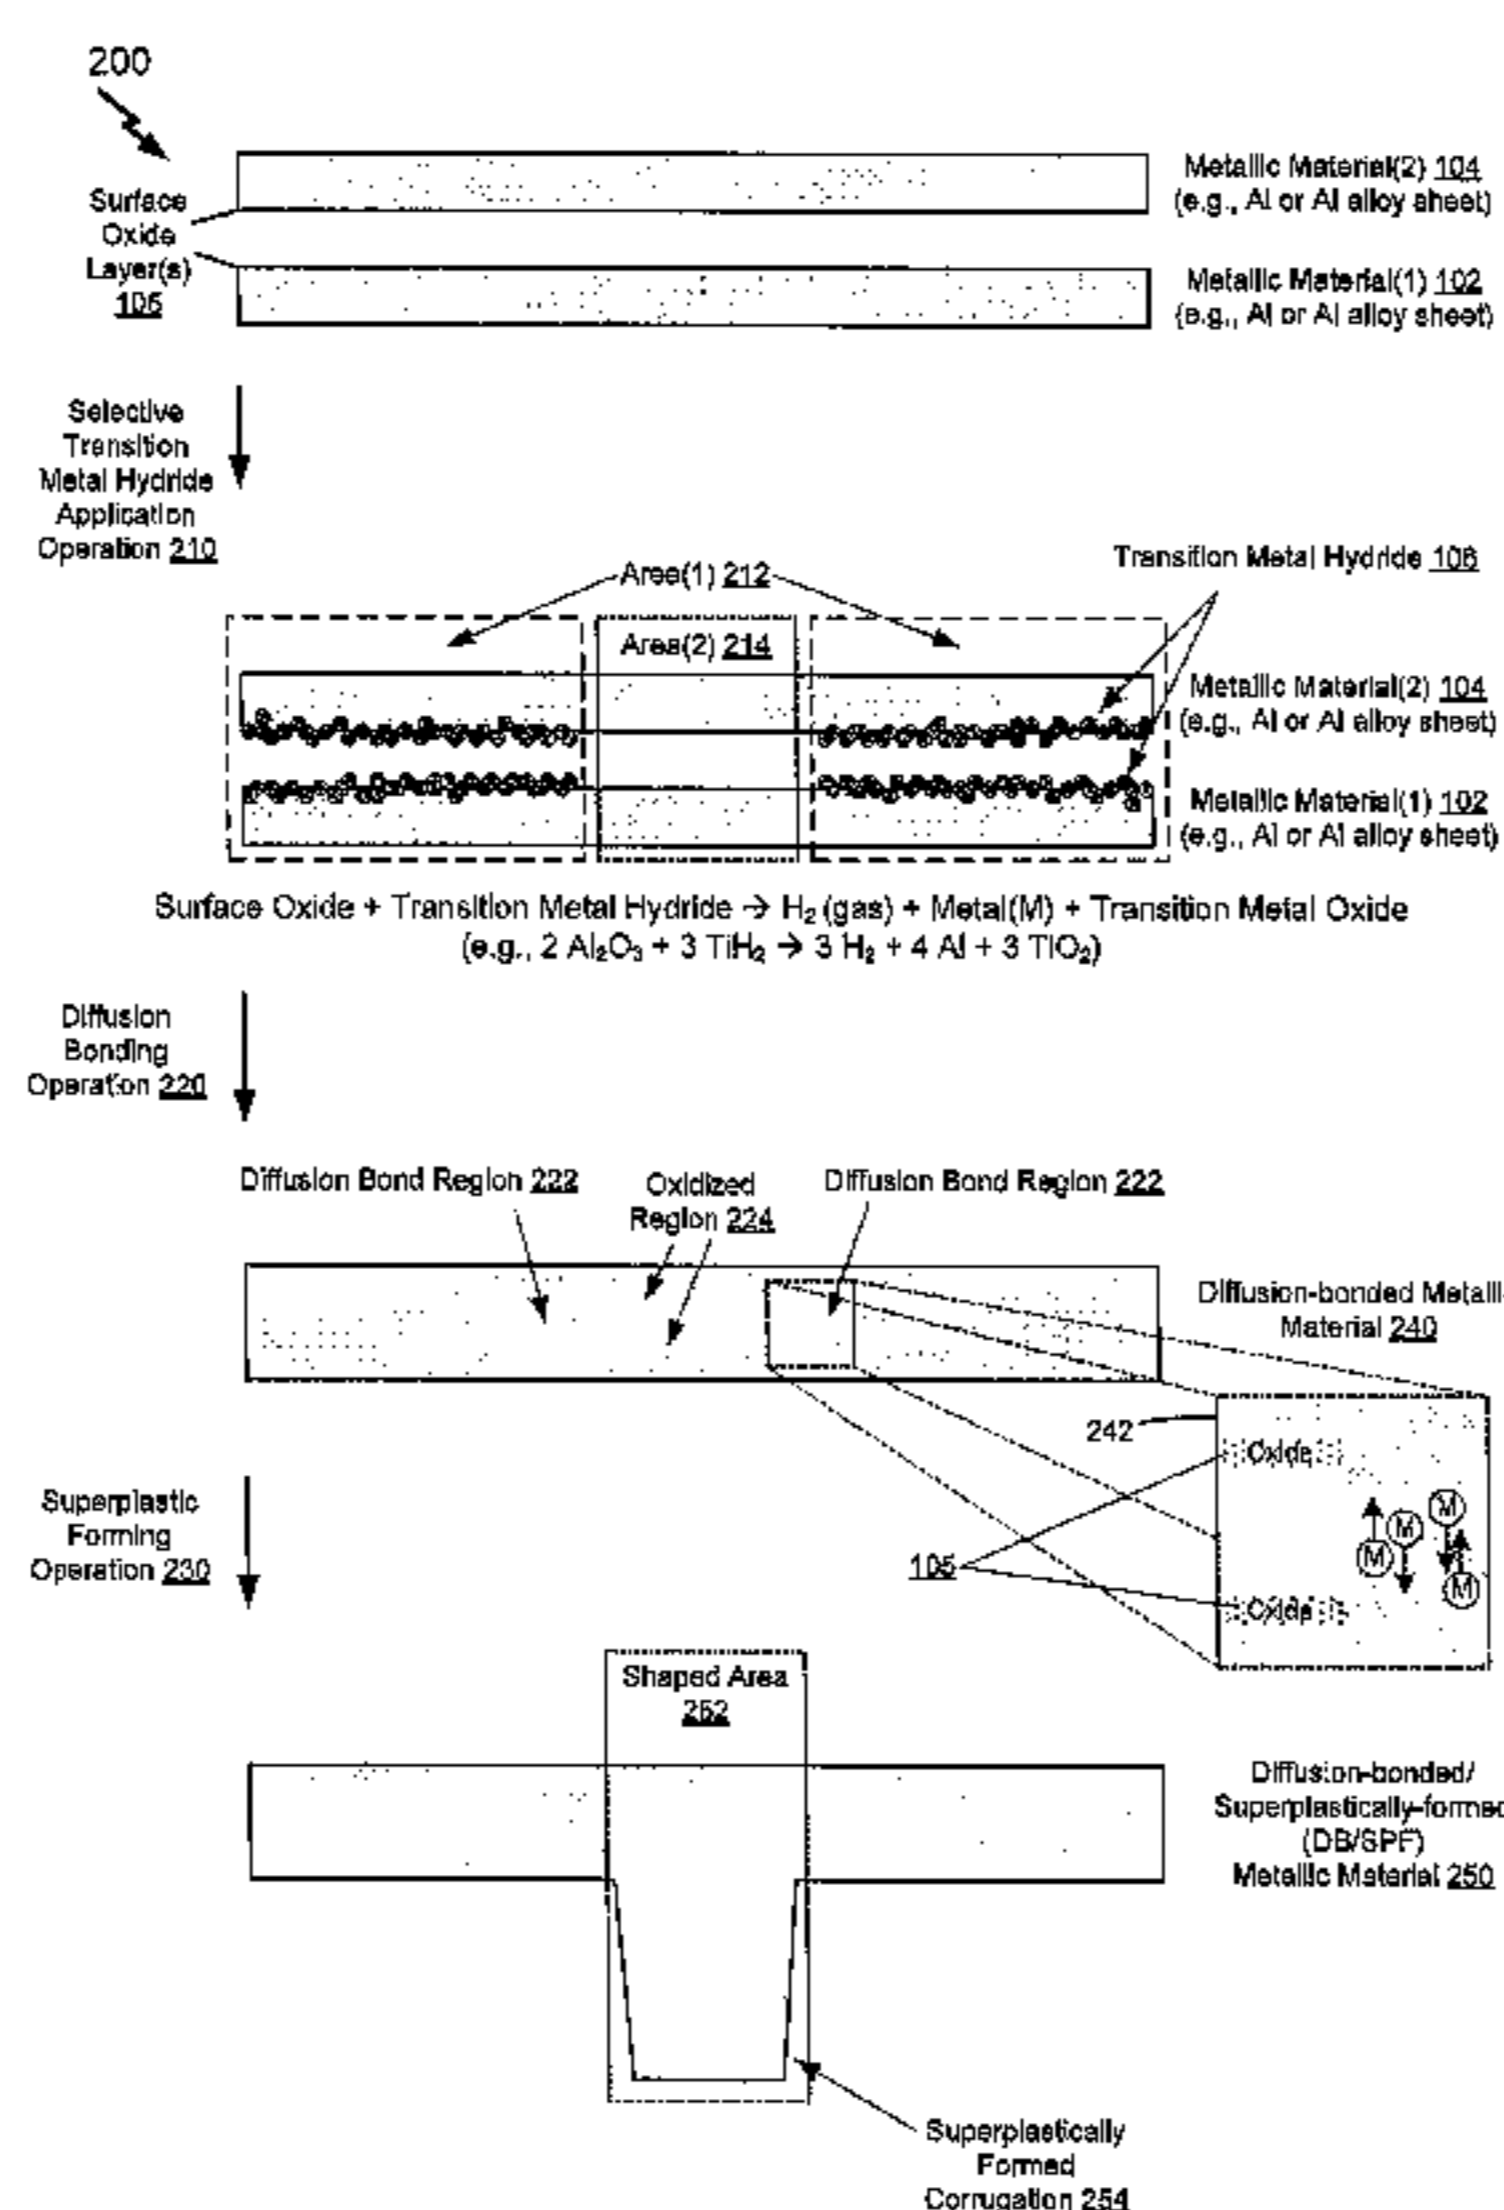 200
Surface
Oxide
Layer(s)
105
Metallic Material(2) 104
(e.g., Al or Al alloy sheet)
Metallic Material(1) 102
(e.g., Al or Al alloy sheet)
Selective
Transition
Metal Hydride
Application
Operation 210
Area(1) 212
Transition Metal Hydride 106
Area(2) 214
Metallic Material(2) 104
(e.g., Al or Al alloy sheet)
Metallic Material(1) 102
(e.g., Al or Al alloy sheet)
Surface Oxide + Transition Metal Hydride → H₂ (gas) + Metal(M) + Transition Metal Oxide
(e.g., 2 Al₂O₃ + 3 TiH₂ → 3 H₂ + 4 Al + 3 TiO₂)
Diffusion
Bonding
Operation 220
Diffusion Bond Region 222
Oxidized
Region 224
Diffusion Bond Region 222
Diffusion-bonded Metalli
Material 240
242
Oxide
M
M
M
M
105
Oxide
Superplastic
Forming
Operation 230
Shaped Area
252
Diffusion-bonded/
Superplastically-formed
(DB/SPF)
Metallic Material 250
Superplastically
Formed
Corrugation 254